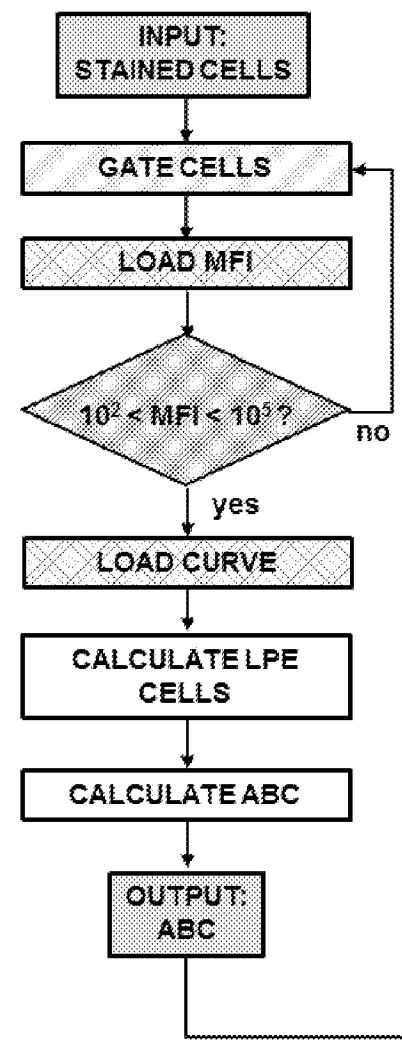 INPUT:
STAINED CELLS
GATE CELLS
LOAD MFI
10² < MFI < 10⁵ ?
no
yes
LOAD CURVE
CALCULATE LPE
CELLS
CALCULATE ABC
OUTPUT:
ABC